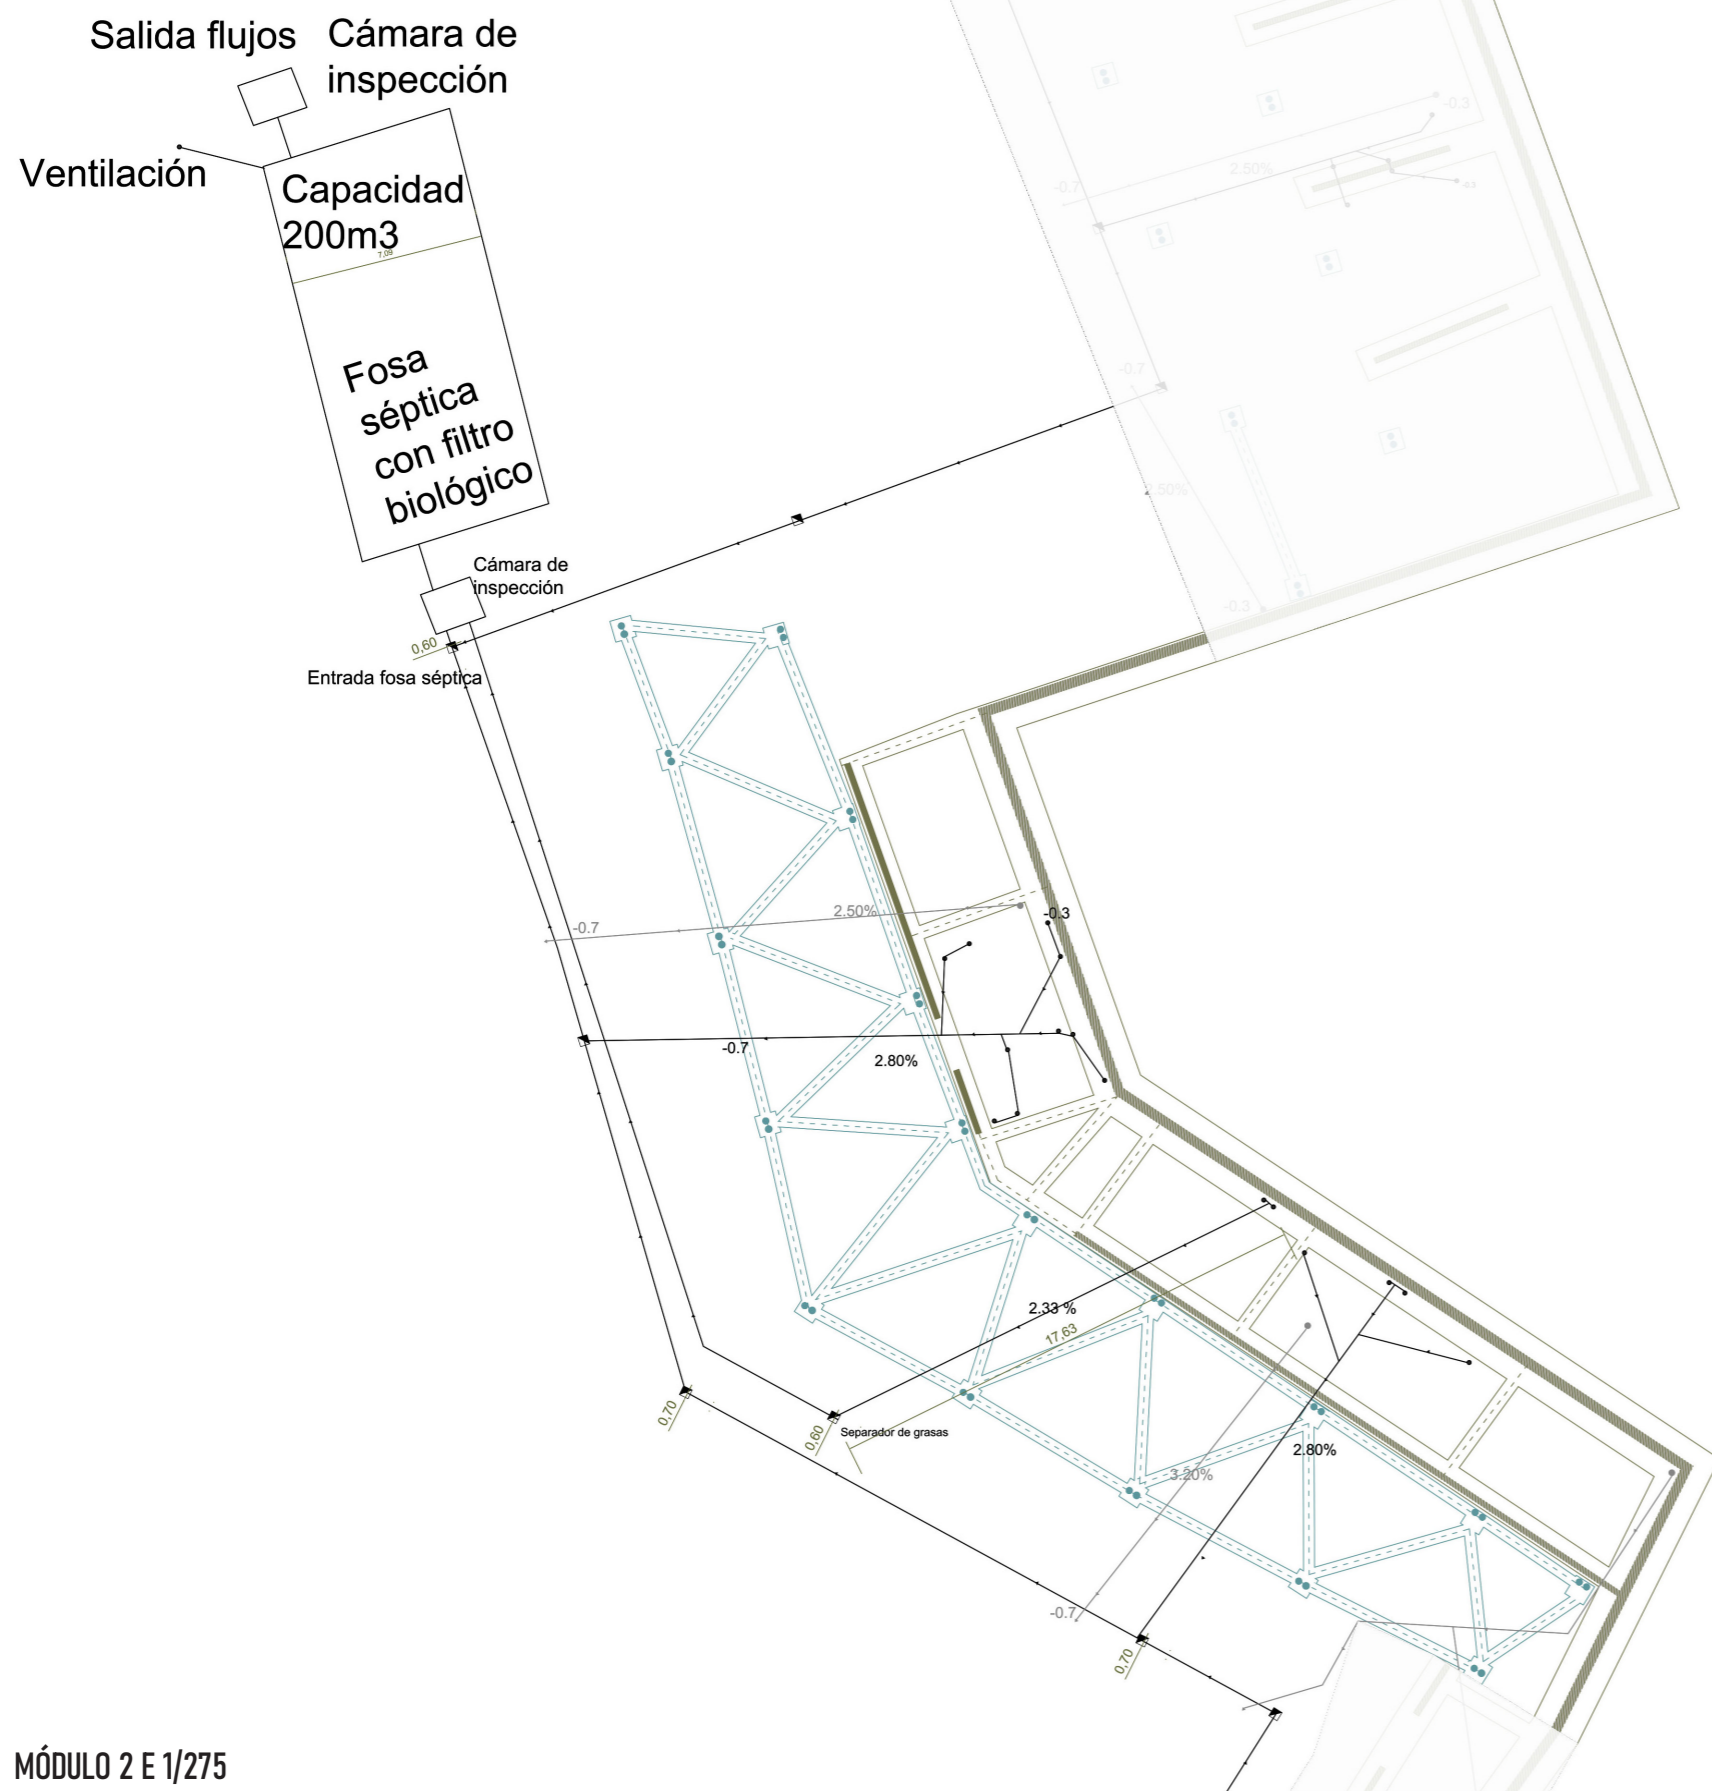 Salida flujos
Cámara de
inspección
Ventilación
Capacidad
200m3
7,09
Fosa
séptica
con filtro
biológico
Cámara de
inspección
0,60
Entrada fosa séptica
-0.3
2.50%
-0.7
-0.3
-0.7
2.50%
-0.3
-0.7
2.50%
-0.3
-0.7
2.80%
2.33 %
17,63
0,70
0,60
Separador de grasas
2.80%
3.20%
-0.7
0,70
MÓDULO 2 E 1/275